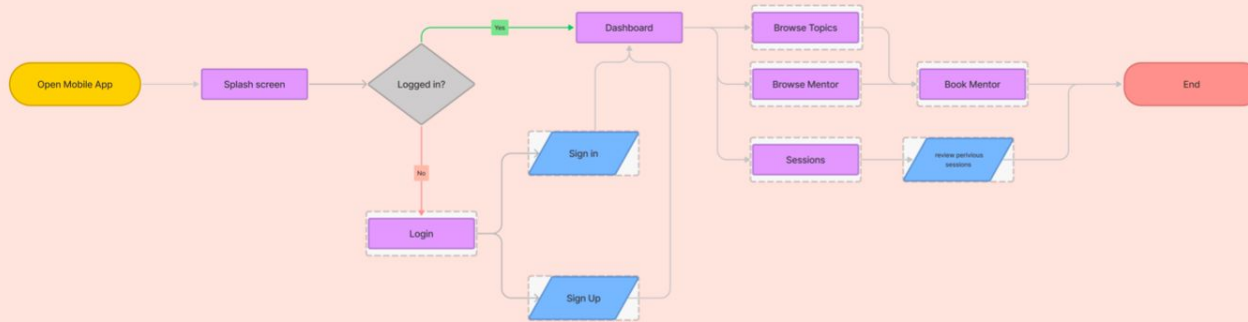 Open Mobile App
Splash screen
Logged in?
Yes
No
Login
Sign in
Sign Up
Dashboard
Browse Topics
Browse Mentor
Sessions
Book Mentor
review perivious
sessions
End